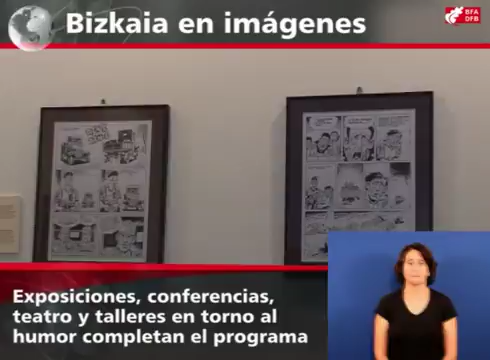 Bizkaia en imágenes
BFA
DFB
Exposiciones, conferencias,
teatro y talleres en torno al
humor completan el programa